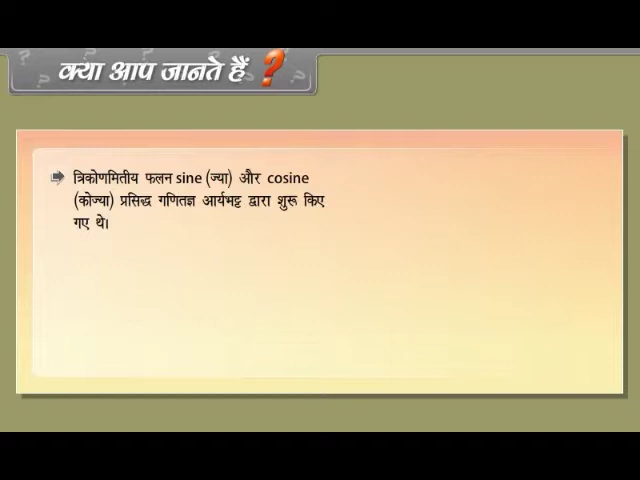 क्या आप जानते हैं ?
त्रिकोणमितीय फलन sine (ज्या) और cosine
(कोज्या) प्रसिद्ध गणितज्ञ आर्यभट्ट द्वारा शुरू किए
गए थे।